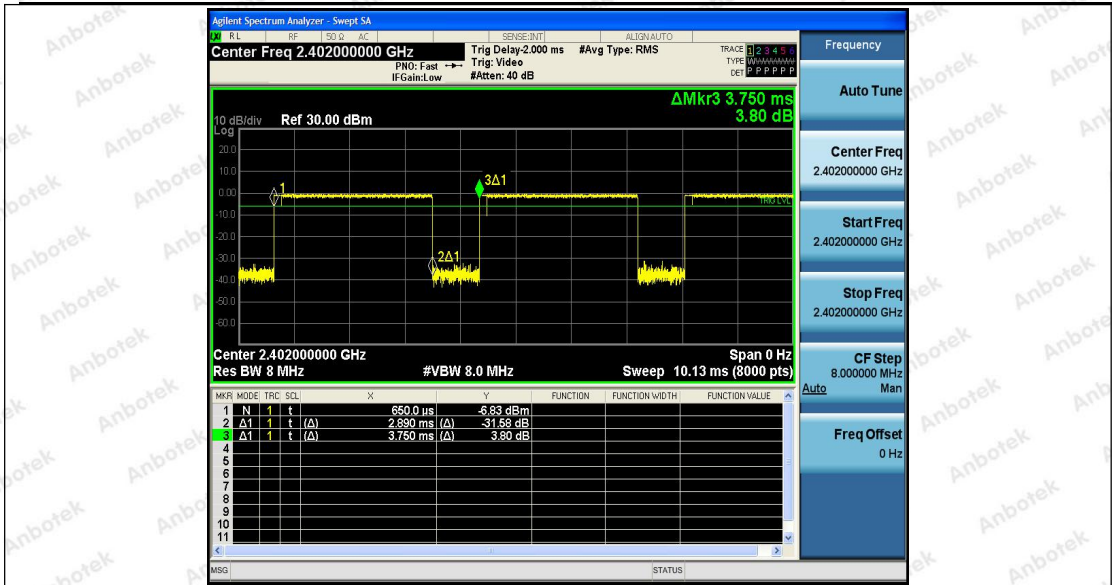 Agilent Spectrum Analyzer - Swept SA
RL RF 50 Ω AC SENSE:INT ALIGN AUTO
Center Freq 2.402000000 GHz
PNO: Fast
IFGain:Low
Trig Delay-2.000 ms #Avg Type: RMS
Trig: Video
#Atten: 40 dB
TRACE 1 2 3 4 5 6
TYPE
DET P P P P P P
ΔMkr3 3.750 ms
3.80 dB
10 dB/div Ref 30.00 dBm
Log
20.0
10.0
0.00
-10.0
-20.0
-30.0
-40.0
-50.0
-60.0
1
3Δ1
TRIG LVL
2Δ1
Center 2.402000000 GHz Span 0 Hz
Res BW 8 MHz #VBW 8.0 MHz Sweep 10.13 ms (8000 pts)
MKR MODE TRC SCL X Y FUNCTION FUNCTION WIDTH FUNCTION VALUE
1 N 1 t 650.0 µs -6.83 dBm
2 Δ1 1 t (Δ) 2.890 ms (Δ) -31.58 dB
3 Δ1 1 t (Δ) 3.750 ms (Δ) 3.80 dB
4
5
6
7
8
9
10
11
MSG STATUS
Frequency
Auto Tune
Center Freq
2.402000000 GHz
Start Freq
2.402000000 GHz
Stop Freq
2.402000000 GHz
CF Step
8.000000 MHz
Auto Man
Freq Offset
0 Hz
Anbotek